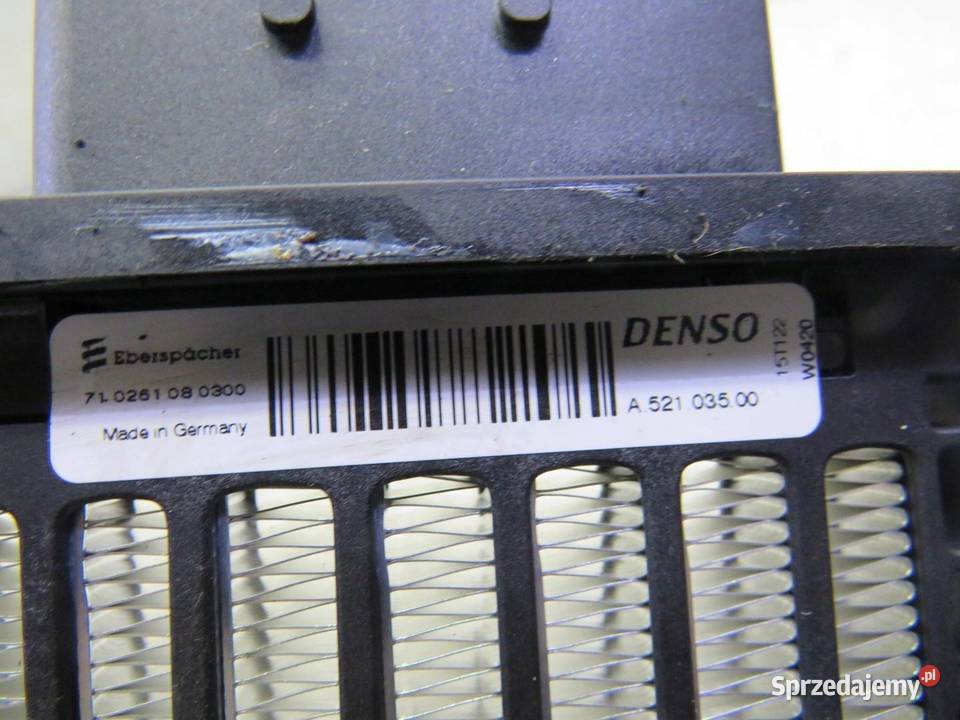 Eberspächer
71.0261 08 0300
Made in Germany
DENSO
A.521.035.00
15T122
W0420
Sprzedajemy.pl